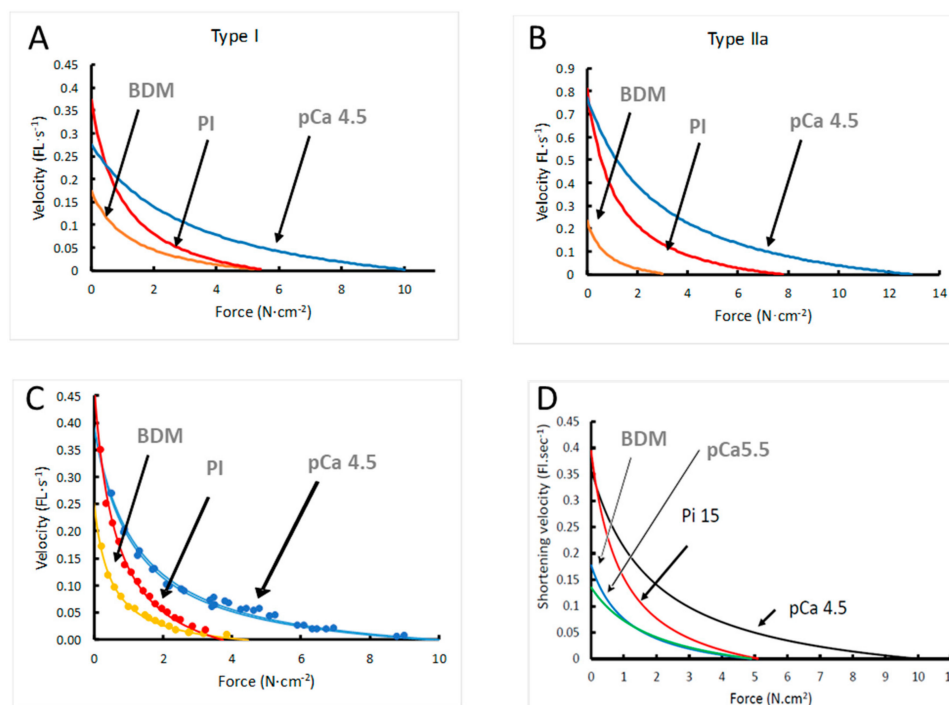 A
Type I
Velocity (FL·s⁻¹)
0.45
0.4
0.35
0.3
0.25
0.2
0.15
0.1
0.05
0
BDM
PI
pCa 4.5
0 2 4 6 8 10
Force (N·cm⁻²)
B
Type IIa
Velocity FL·s⁻¹)
0.9
0.8
0.7
0.6
0.5
0.4
0.3
0.2
0.1
0
BDM
PI
pCa 4.5
0 2 4 6 8 10 12 14
Force (N·cm⁻²)
C
Velocity (FL·s⁻¹)
0.45
0.40
0.35
0.30
0.25
0.20
0.15
0.10
0.05
0.00
BDM
PI
pCa 4.5
0 2 4 6 8 10
Force (N·cm⁻²)
D
Shortening velocity (Fl.sec⁻¹)
0.45
0.4
0.35
0.3
0.25
0.2
0.15
0.1
0.05
0
BDM
pCa5.5
Pi 15
pCa 4.5
0 1 2 3 4 5 6 7 8 9 10 11
Force (N.cm²)